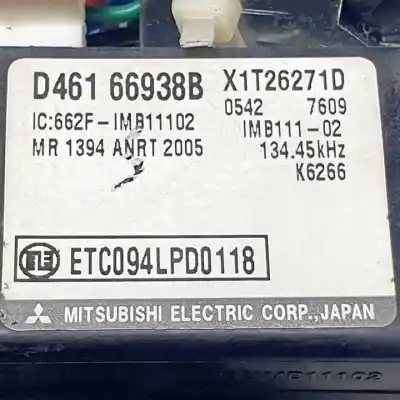 D461 66938B X1T26271D
IC:662F-IMB11102 0542 7609
MR 1394 ANRT 2005 IMB111-02
134.45kHz
K6266
ETC094LPD0118
MITSUBISHI ELECTRIC CORP.,JAPAN
IMB11102